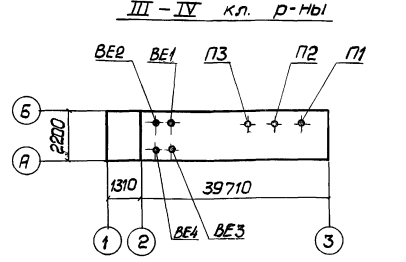 III - IV кл. р-ны
ВЕ2 ВЕ1 П3 П2 П1
Б
2200
А
1310 39710
ВЕ4 ВЕ3
1 2 3